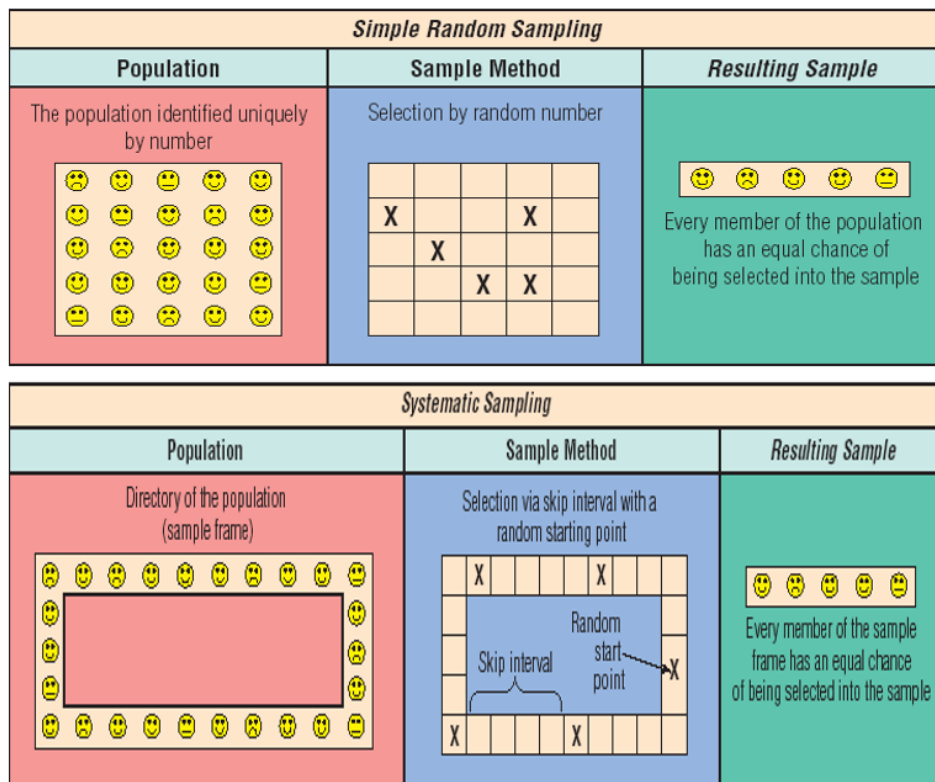 Simple Random Sampling
Population
Sample Method
Resulting Sample
The population identified uniquely
by number
Selection by random number
X
X
X
X
X
Every member of the population
has an equal chance of
being selected into the sample
Systematic Sampling
Population
Sample Method
Resulting Sample
Directory of the population
(sample frame)
Selection via skip interval with a
random starting point
X
X
Random
start
point
X
Skip interval
X
X
Every member of the sample
frame has an equal chance
of being selected into the sample